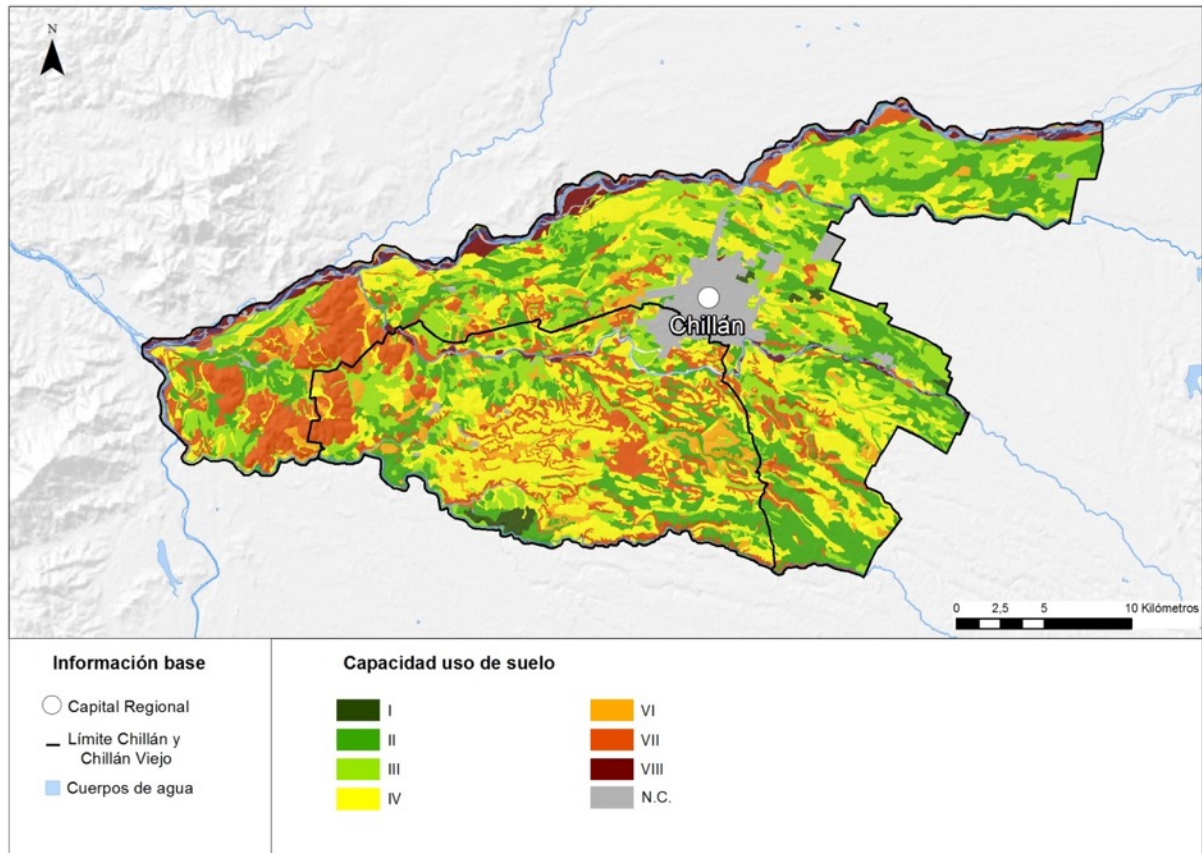 N
Chillán
0 2,5 5 10 Kilómetros
Información base
Capital Regional
Límite Chillán y
Chillán Viejo
Cuerpos de agua
Capacidad uso de suelo
I
II
III
IV
VI
VII
VIII
N.C.